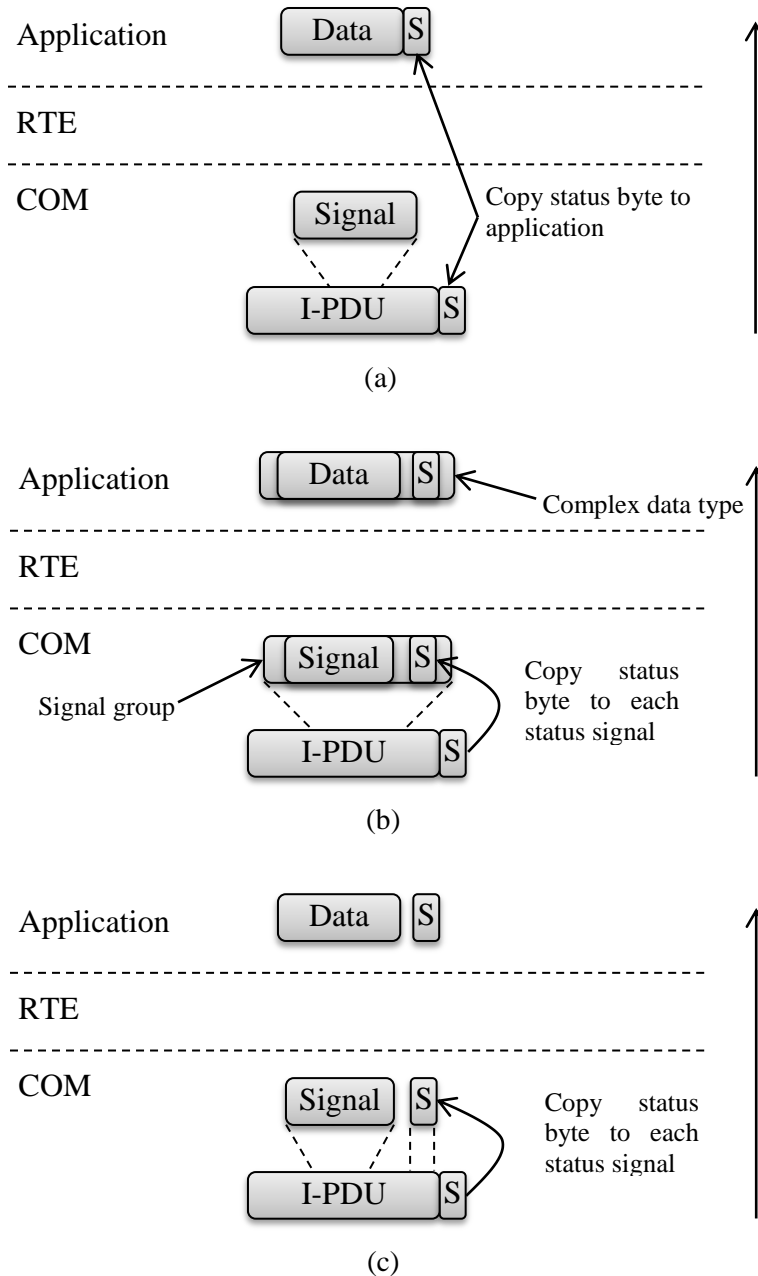 Application
Data
S
RTE
COM
Signal
Copy status byte to
application
I-PDU
S
(a)
Application
Data
S
Complex data type
RTE
COM
Signal
S
Copy status
byte to each
status signal
Signal group
I-PDU
S
(b)
Application
Data
S
RTE
COM
Signal
S
Copy status
byte to each
status signal
I-PDU
S
(c)